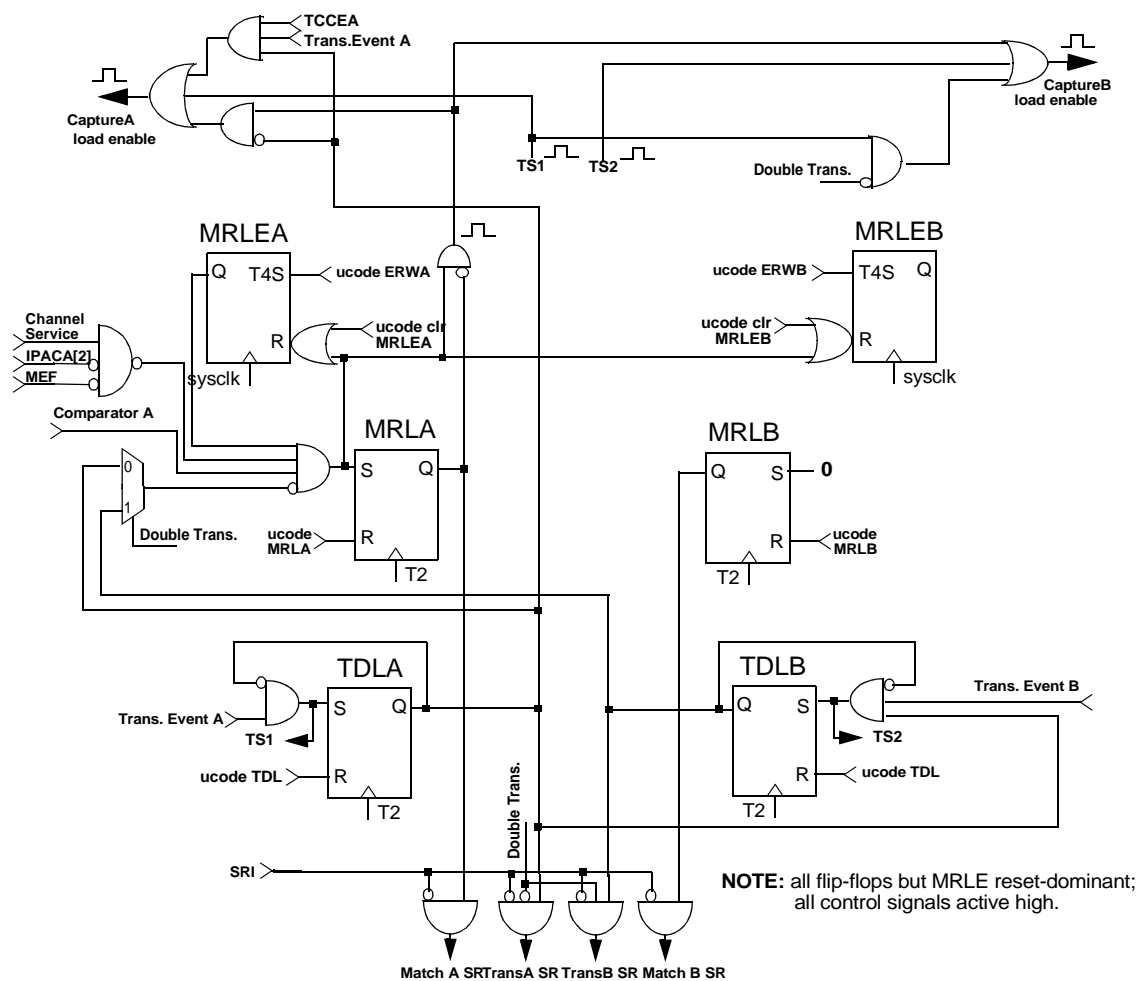 TCCEA
Trans.Event A
CaptureA
load enable
CaptureB
load enable
TS1
TS2
Double Trans.
MRLEA
MRLEB
Q
T4S
ucode ERWA
R
ucode clr
MRLEA
sysclk
ucode ERWB
T4S
Q
ucode clr
MRLEB
R
sysclk
Channel
Service
IPACA[2]
MEF
Comparator A
0
1
Double Trans.
MRLA
S
Q
ucode
MRLA
R
T2
MRLB
Q
S
0
R
ucode
MRLB
T2
TDLA
S
Q
Trans. Event A
TS1
ucode TDL
R
T2
TDLB
Q
S
Trans. Event B
TS2
R
ucode TDL
T2
Double Trans.
SRI
NOTE: all flip-flops but MRLE reset-dominant;
all control signals active high.
Match A SR
TransA SR
TransB SR
Match B SR